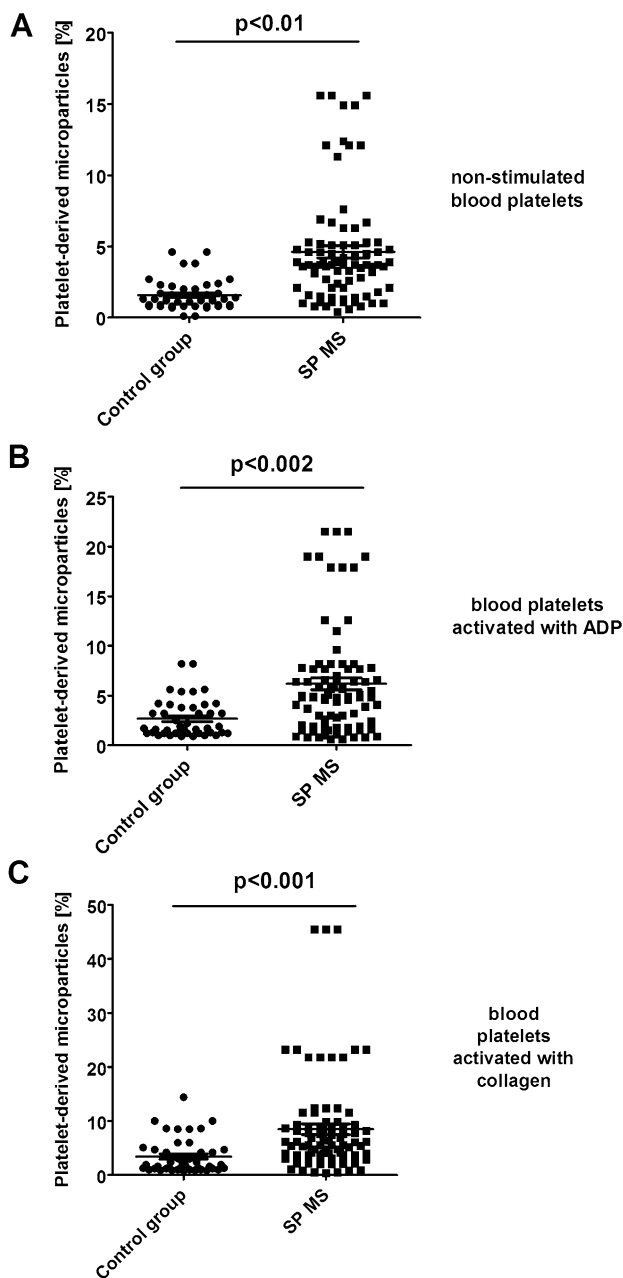 A
p<0.01
Platelet-derived microparticles [%]
20
15
10
5
0
Control group
SP MS
non-stimulated
blood platelets
B
p<0.002
Platelet-derived microparticles [%]
25
20
15
10
5
0
Control group
SP MS
blood platelets
activated with ADP
C
p<0.001
Platelet-derived microparticles [%]
50
40
30
20
10
0
Control group
SP MS
blood
platelets
activated with
collagen